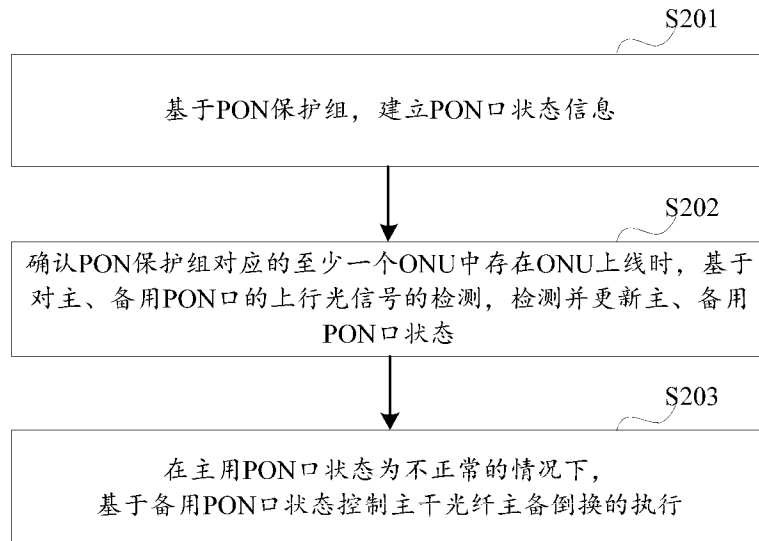 S201
基于PON保护组，建立PON口状态信息
S202
确认PON保护组对应的至少一个ONU中存在ONU上线时，基于
对主、备用PON口的上行光信号的检测，检测并更新主、备用
PON口状态
S203
在主用PON口状态为不正常的情况下，
基于备用PON口状态控制主干光纤主备倒换的执行